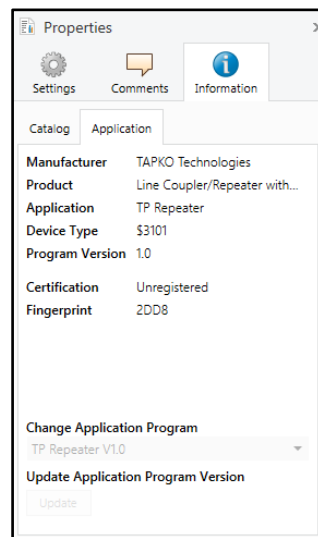 Properties
Settings Comments Information
Catalog Application
Manufacturer TAPKO Technologies
Product Line Coupler/Repeater with...
Application TP Repeater
Device Type $3101
Program Version 1.0
Certification Unregistered
Fingerprint 2DD8
Change Application Program
TP Repeater V1.0
Update Application Program Version
Update